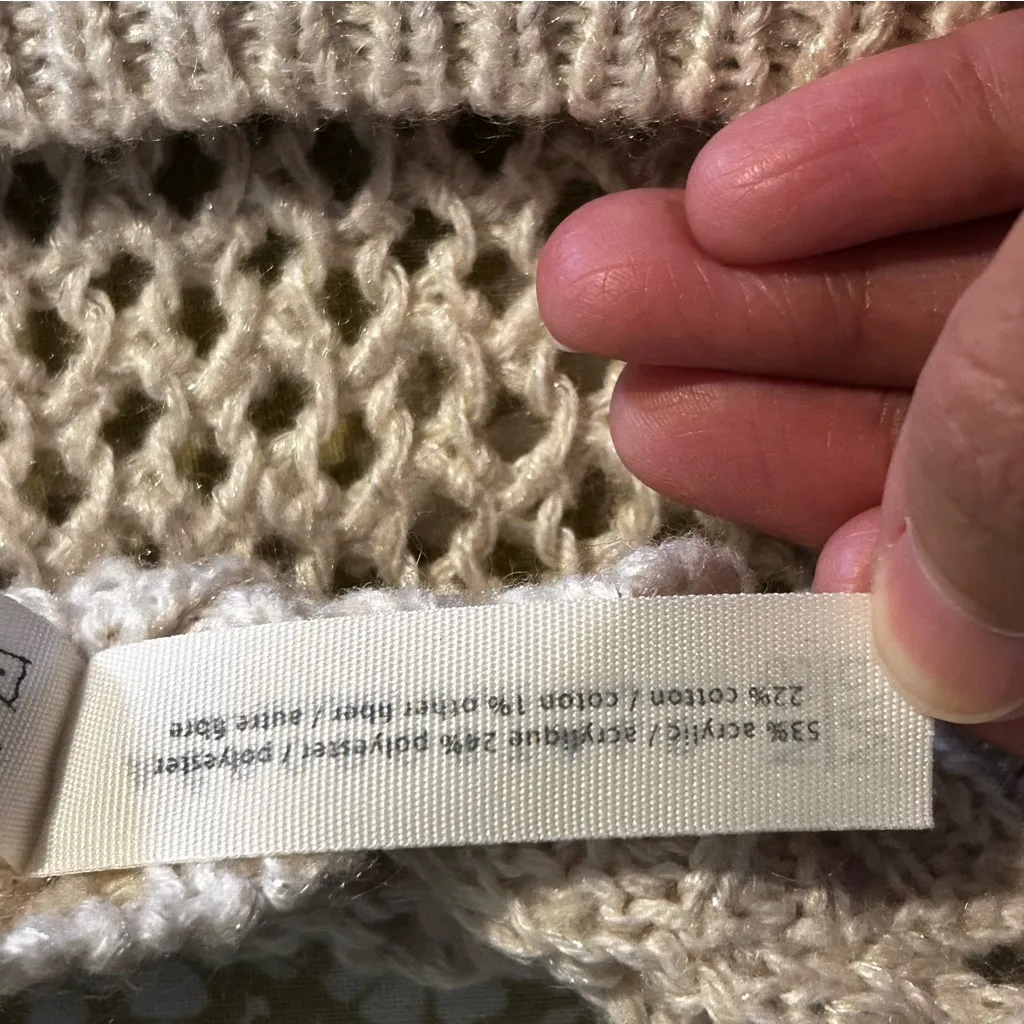 53% acrylic / acrylique 24% polyester / polyester
22% cotton / coton 1% other fiber / autre fibre